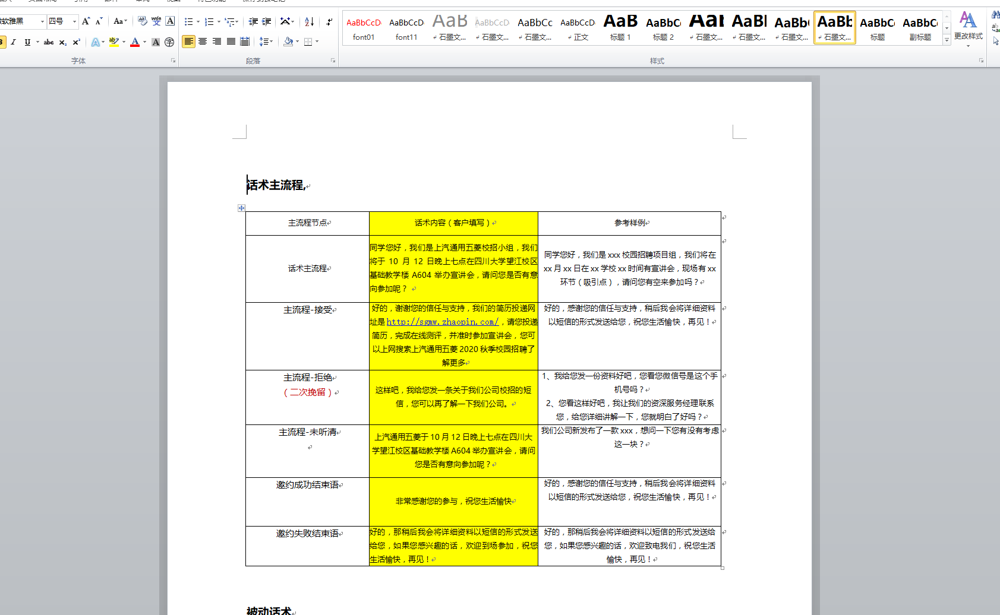 微软雅黑 四号
字体
段落
AaBbCcD AaBbCcD AaB AaBbCcD AaBbCc AaBbCcD AaB AaBbC AaB AaBl AaBb AaBb AaBbC AaBbC
font01 font11 石墨文... 石墨文... 石墨文... 正文 标题 1 标题 2 石墨文... 石墨文... 石墨文... 石墨文... 标题 副标题
更改样式
样式
话术主流程,
主流程节点
话术内容（客户填写）
参考样例
话术主流程
同学您好，我们是上汽通用五菱校招小组，我们
将于 10 月 12 日晚上七点在四川大学望江校区
基础教学楼 A604 举办宣讲会，请问您是否有意
向参加呢？
同学您好，我们是 xxx 校园招聘项目组，我们将在
xx 月 xx 日在 xx 学校 xx 时间有宣讲会，现场有 xx
环节（吸引点），请问您有空来参加吗？
主流程-接受
好的，谢谢您的信任与支持，我们的简历投递网
址是 http://sgmw.zhaopin.com/，请您投递
简历，完成在线测评，并准时参加宣讲会，您可
以上网搜索上汽通用五菱 2020 秋季校园招聘了
解更多
好的，感谢您的信任与支持，稍后我会将详细资料
以短信的形式发送给您，祝您生活愉快，再见！
主流程-拒绝
（二次挽留）
这样吧，我给您发一条关于我们公司校招的短
信，您可以再了解一下我们公司。
1、我给您发一份资料好吧，您看您微信号是这个手
机号吗？
2、您看这样好吧，我让我们的资深服务经理联系
您，给您详细讲解一下，您就明白了好吗？
主流程-未听清
上汽通用五菱于 10 月 12 日晚上七点在四川大
学望江校区基础教学楼 A604 举办宣讲会，请问
您是否有意向参加呢？
我们公司新发布了一款 xxx，想问一下您有没有考虑
这一块？
邀约成功结束语
非常感谢您的参与，祝您生活愉快
好的，感谢您的信任与支持，稍后我会将详细资料
以短信的形式发送给您，祝您生活愉快，再见！
邀约失败结束语
好的，那稍后我会将详细资料以短信的形式发送
给您，如果您感兴趣的话，欢迎到场参加，祝您
生活愉快，再见！
好的，那稍后我会将详细资料以短信的形式发送给
您，如果您感兴趣的话，欢迎致电我们，祝您生活
愉快，再见！
被动话术